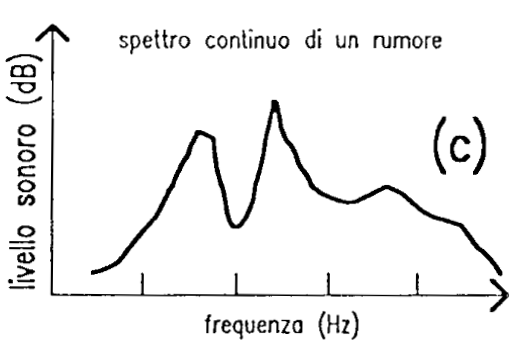 spettro continuo di un rumore
livello sonoro (dB)
(c)
frequenza (Hz)